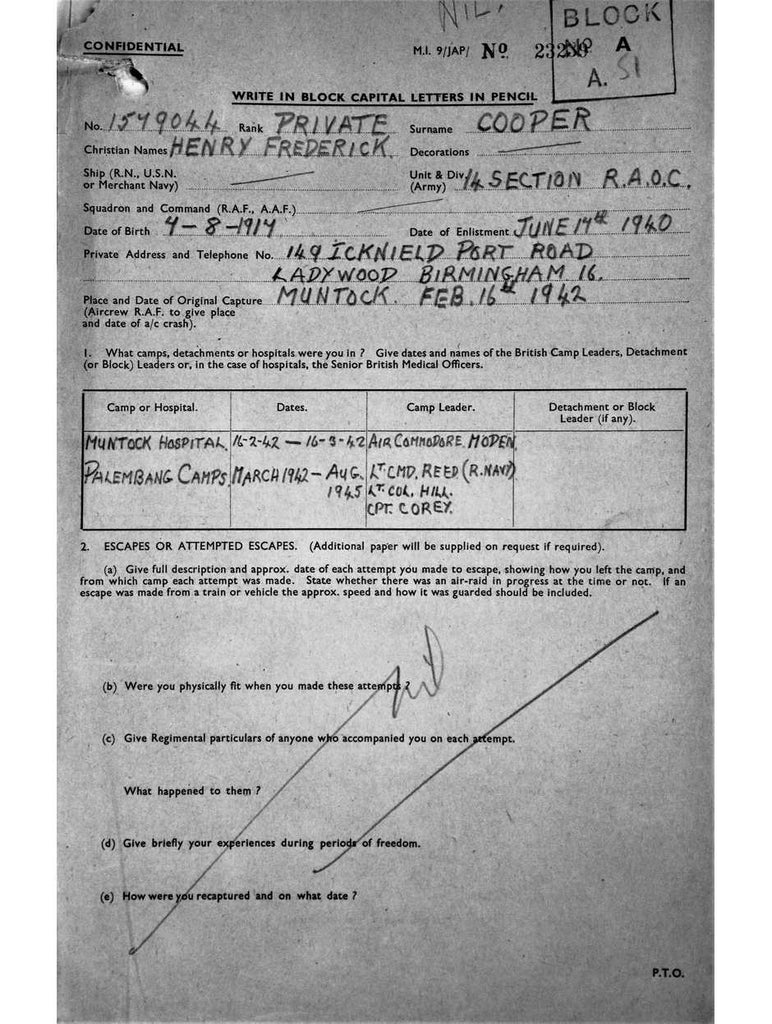 NIL.
BLOCK
No A
A. 51
CONFIDENTIAL
M.I. 9/JAP/ No
WRITE IN BLOCK CAPITAL LETTERS IN PENCIL
No. 1579044 Rank PRIVATE Surname COOPER
Christian Names HENRY FREDERICK. Decorations
Ship (R.N., U.S.N.
or Merchant Navy)
Unit & Div.
(Army) 14 SECTION R.A.O.C.
Squadron and Command (R.A.F., A.A.F.)
Date of Birth 4-8-1914 Date of Enlistment JUNE 14th 1940
Private Address and Telephone No. 149 ICKNIELD PORT ROAD
LADYWOOD BIRMINGHAM 16.
Place and Date of Original Capture MUNTOCK. FEB. 16th 1942
(Aircrew R.A.F. to give place
and date of a/c crash).
1. What camps, detachments or hospitals were you in ? Give dates and names of the British Camp Leaders, Detachment
(or Block) Leaders or, in the case of hospitals, the Senior British Medical Officers.
Camp or Hospital. Dates. Camp Leader. Detachment or Block
Leader (if any).
MUNTOCK HOSPITAL. 16-2-42 — 16-3-42 AIR COMMODORE MODEN
PALEMBANG CAMPS. MARCH 1942 - AUG. LT. CMD. REED (R. NAVY)
1945 LT. COL. HILL.
CPT. COREY.
2. ESCAPES OR ATTEMPTED ESCAPES. (Additional paper will be supplied on request if required).
(a) Give full description and approx. date of each attempt you made to escape, showing how you left the camp, and
from which camp each attempt was made. State whether there was an air-raid in progress at the time or not. If an
escape was made from a train or vehicle the approx. speed and how it was guarded should be included.
nil
(b) Were you physically fit when you made these attempts ?
(c) Give Regimental particulars of anyone who accompanied you on each attempt.
What happened to them ?
(d) Give briefly your experiences during periods of freedom.
(e) How were you recaptured and on what date ?
P.T.O.